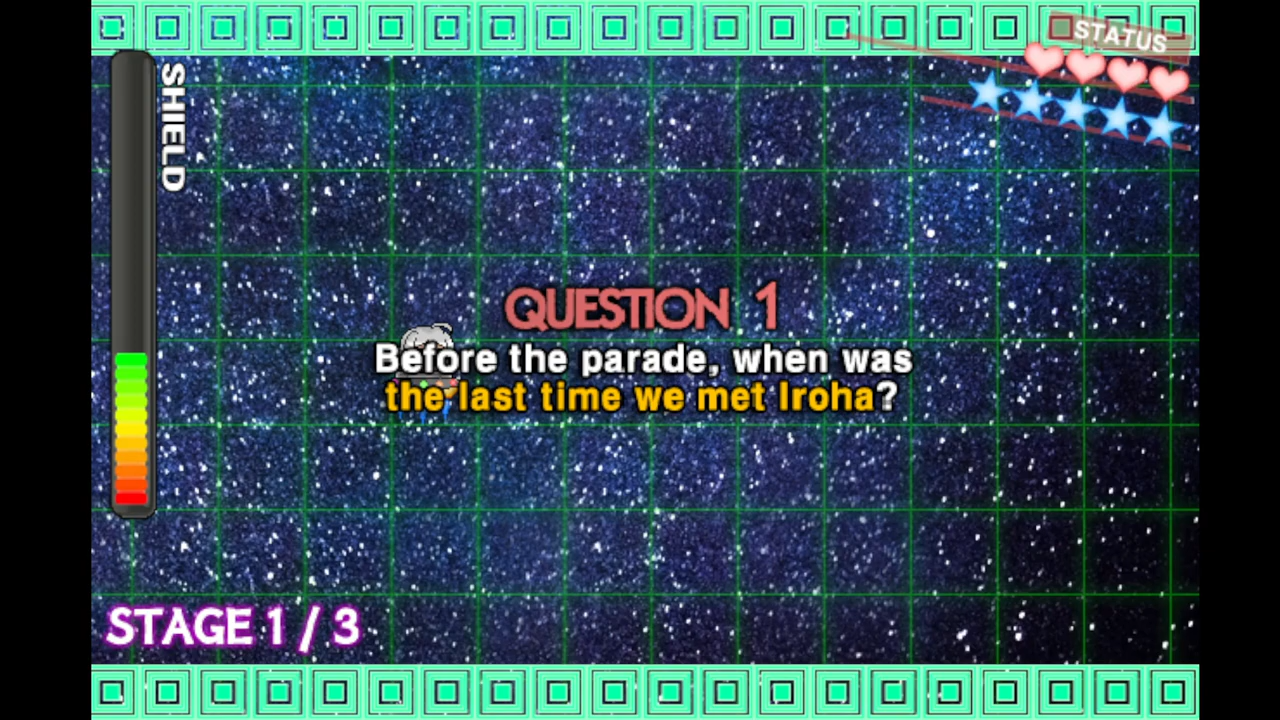 STATUS
SHIELD
QUESTION 1
Before the parade, when was
the last time we met Iroha?
STAGE 1 / 3